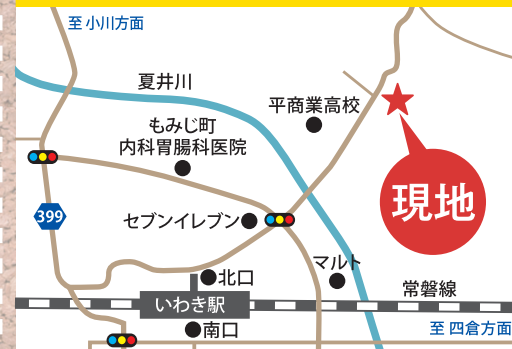 至 小川方面
夏井川
平商業高校
もみじ町
内科胃腸科医院
現地
399
セブンイレブン
マルト
北口
常磐線
いわき駅
至 四倉方面
南口